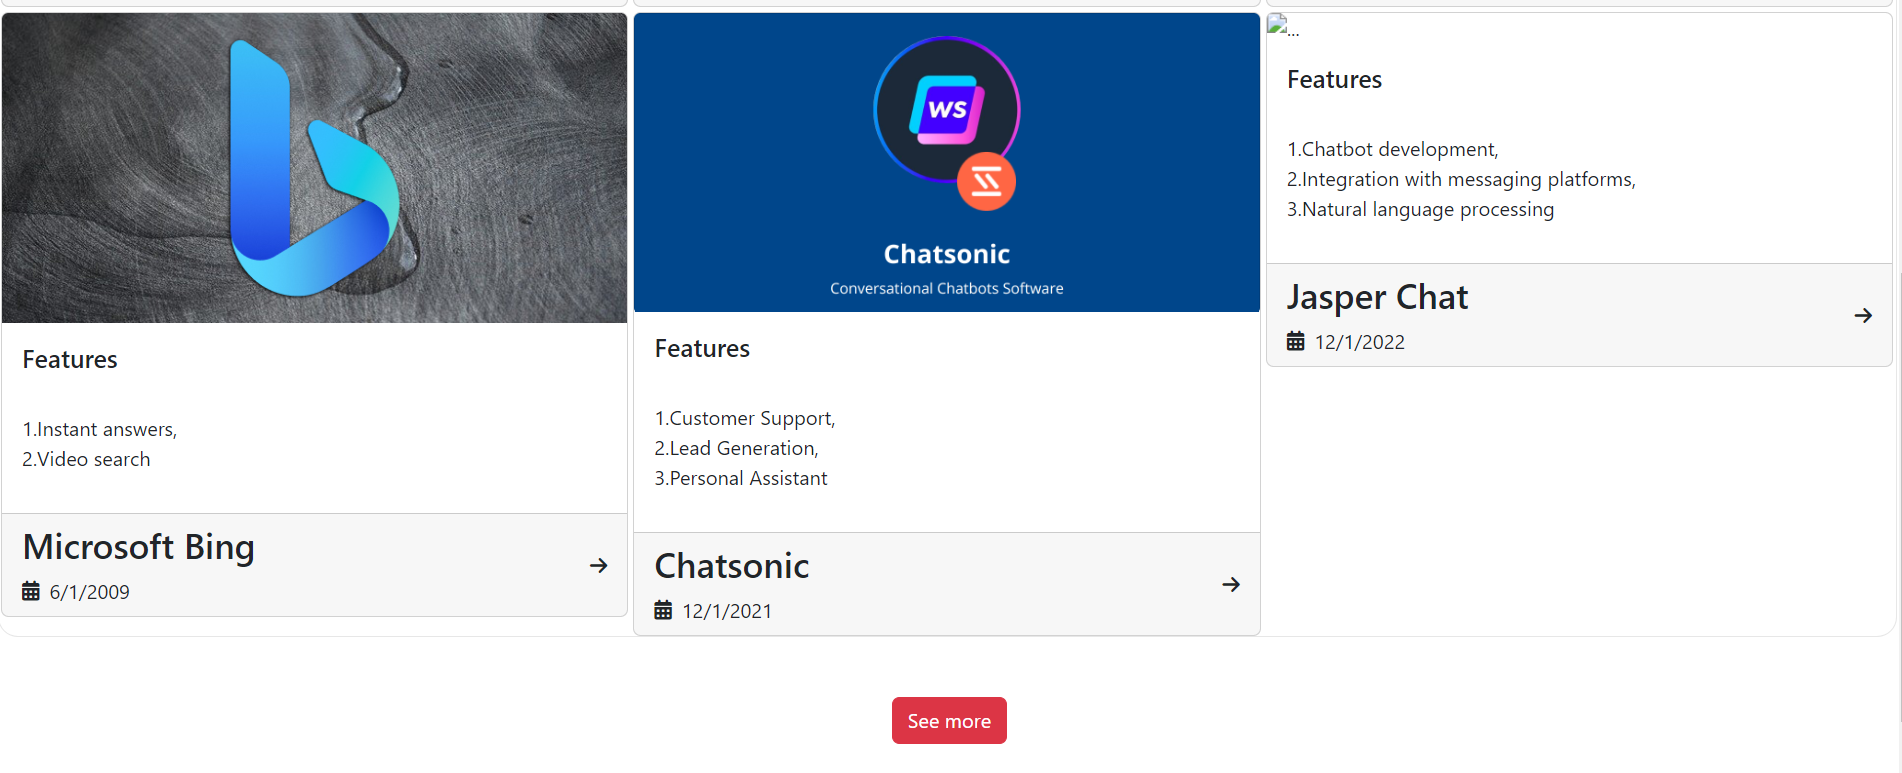 Features
1.Instant answers,
2.Video search
Microsoft Bing
6/1/2009
WS
Chatsonic
Conversational Chatbots Software
Features
1.Customer Support,
2.Lead Generation,
3.Personal Assistant
Chatsonic
12/1/2021
...
Features
1.Chatbot development,
2.Integration with messaging platforms,
3.Natural language processing
Jasper Chat
12/1/2022
See more